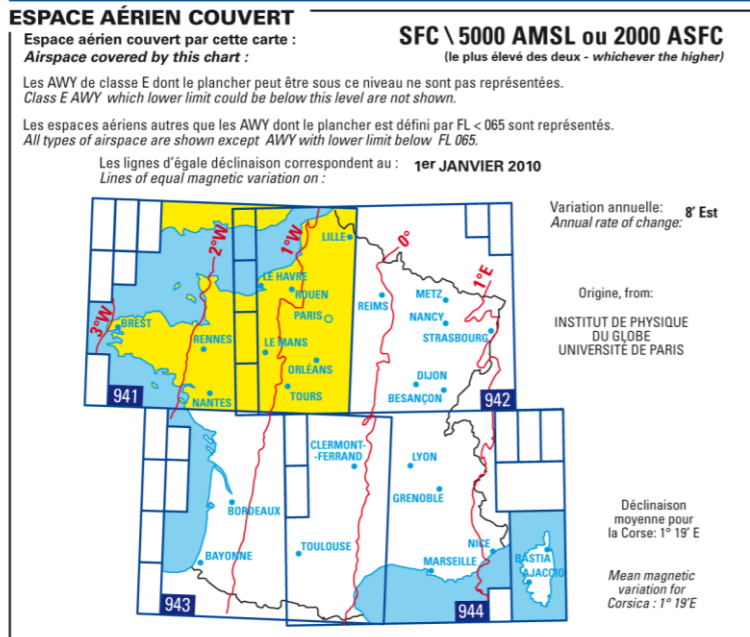 ESPACE AÉRIEN COUVERT
Espace aérien couvert par cette carte :
Airspace covered by this chart :
SFC \ 5000 AMSL ou 2000 ASFC
(le plus élevé des deux - whichever the higher)
Les AWY de classe E dont le plancher peut être sous ce niveau ne sont pas représentées.
Class E AWY which lower limit could be below this level are not shown.
Les espaces aériens autres que les AWY dont le plancher est défini par FL < 065 sont représentés.
All types of airspace are shown except AWY with lower limit below FL 065.
Les lignes d'égale déclinaison correspondent au : 1er JANVIER 2010
Lines of equal magnetic variation on :
Variation annuelle: 8' Est
Annual rate of change:
Origine, from:
INSTITUT DE PHYSIQUE
DU GLOBE
UNIVERSITÉ DE PARIS
3°W
2°W
1°W
0°
1°E
LILLE
LE HAVRE
ROUEN
REIMS
METZ
PARIS
NANCY
BREST
STRASBOURG
RENNES
LE MANS
ORLÉANS
DIJON
TOURS
BESANÇON
NANTES
941
942
CLERMONT-
-FERRAND
LYON
GRENOBLE
BORDEAUX
TOULOUSE
NICE
BAYONNE
MARSEILLE
BASTIA
AJACCIO
943
944
Déclinaison
moyenne pour
la Corse: 1° 19' E
Mean magnetic
variation for
Corsica : 1° 19'E